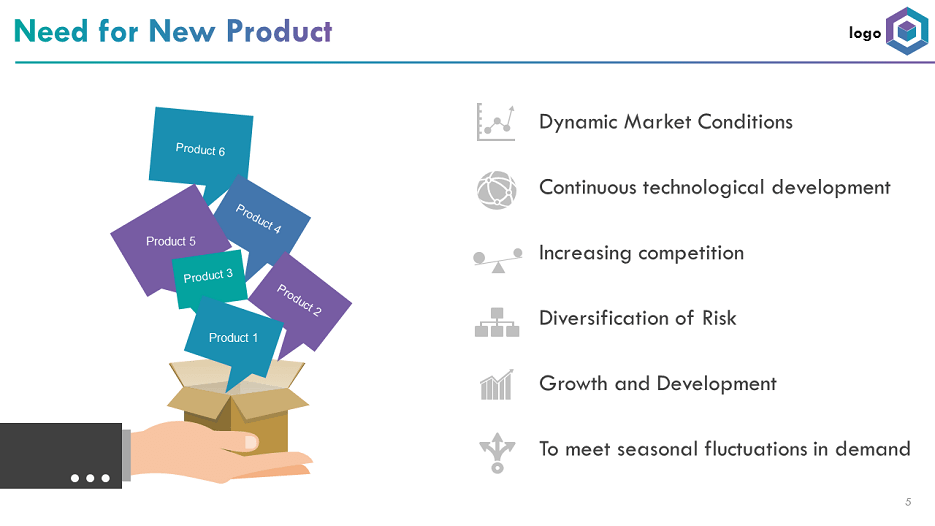 Need for New Product
logo
Product 6
Product 4
Product 5
Product 3
Product 2
Product 1
Dynamic Market Conditions
Continuous technological development
Increasing competition
Diversification of Risk
Growth and Development
To meet seasonal fluctuations in demand
5